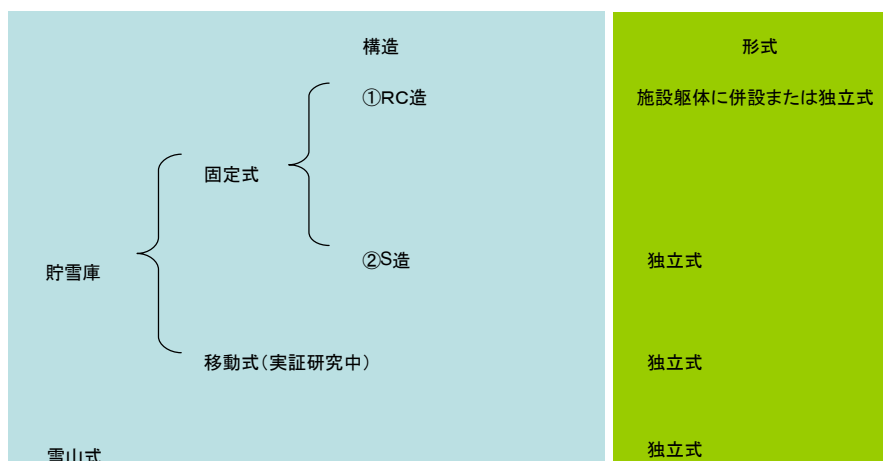 構造 形式
①RC造 施設躯体に併設または独立式
固定式
②S造 独立式
貯雪庫
移動式(実証研究中) 独立式
雪山式 独立式